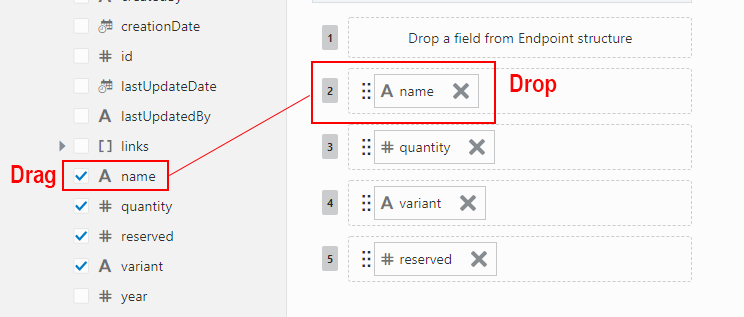 creationDate
# id
lastUpdateDate
A lastUpdatedBy
[ ] links
Drag
A name
# quantity
# reserved
A variant
# year
1 Drop a field from Endpoint structure
2 A name
Drop
3 # quantity
4 A variant
5 # reserved